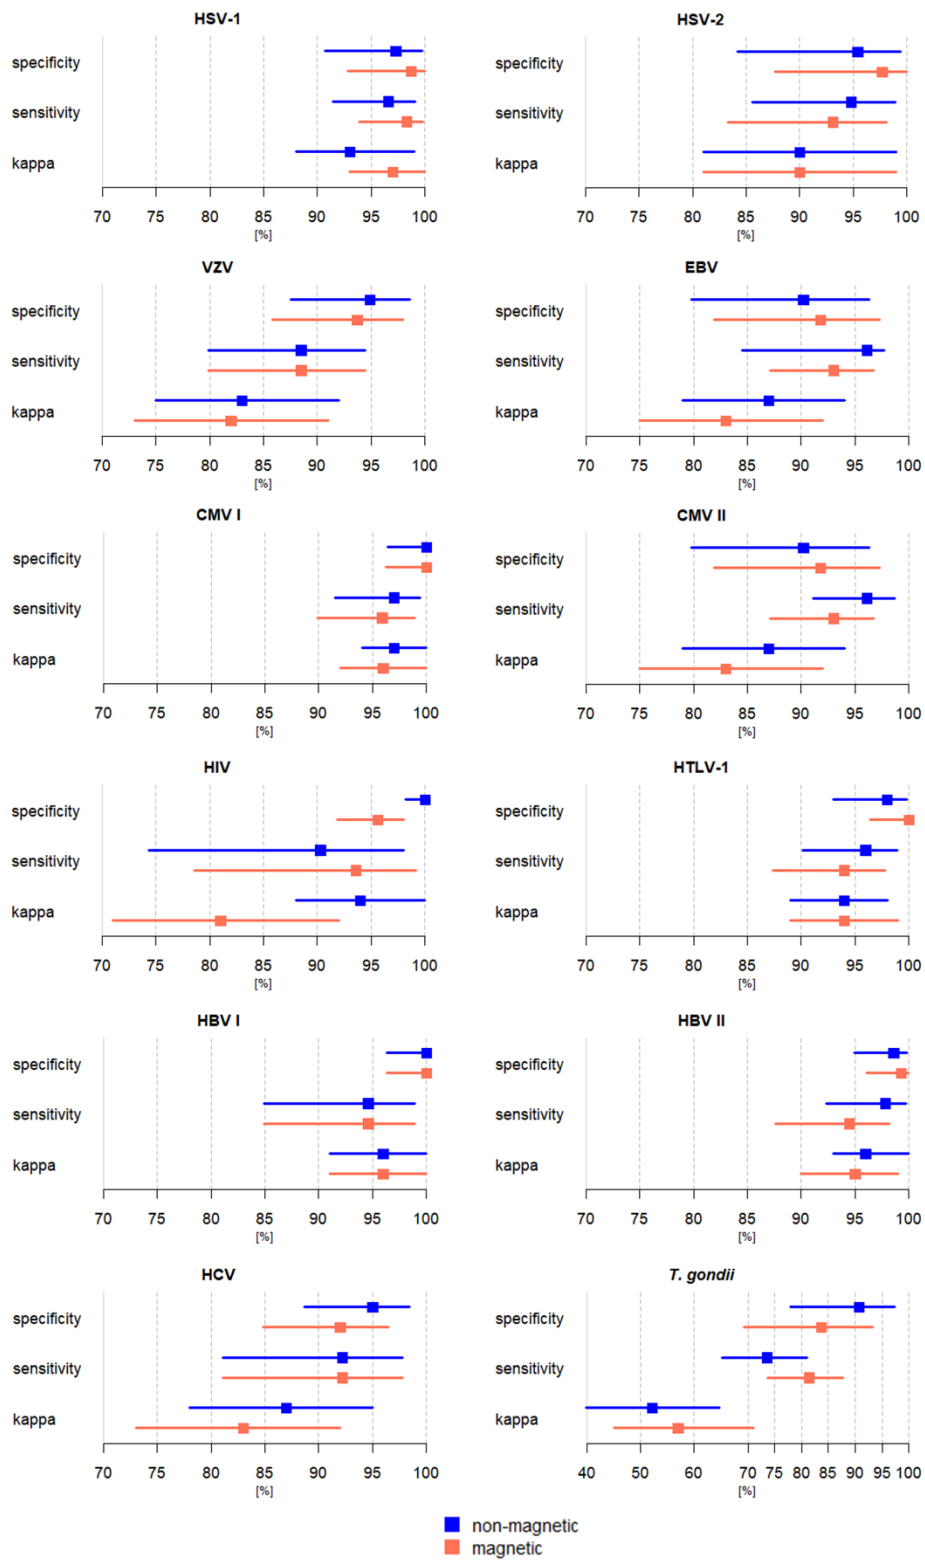 HSV-1
specificity
sensitivity
kappa
70 75 80 85 90 95 100
[%]
HSV-2
specificity
sensitivity
kappa
70 75 80 85 90 95 100
[%]
VZV
specificity
sensitivity
kappa
70 75 80 85 90 95 100
[%]
EBV
specificity
sensitivity
kappa
70 75 80 85 90 95 100
[%]
CMV I
specificity
sensitivity
kappa
70 75 80 85 90 95 100
[%]
CMV II
specificity
sensitivity
kappa
70 75 80 85 90 95 100
[%]
HIV
specificity
sensitivity
kappa
70 75 80 85 90 95 100
[%]
HTLV-1
specificity
sensitivity
kappa
70 75 80 85 90 95 100
[%]
HBV I
specificity
sensitivity
kappa
70 75 80 85 90 95 100
[%]
HBV II
specificity
sensitivity
kappa
70 75 80 85 90 95 100
[%]
HCV
specificity
sensitivity
kappa
70 75 80 85 90 95 100
[%]
T. gondii
specificity
sensitivity
kappa
40 50 60 70 75 80 85 90 95 100
[%]
non-magnetic
magnetic